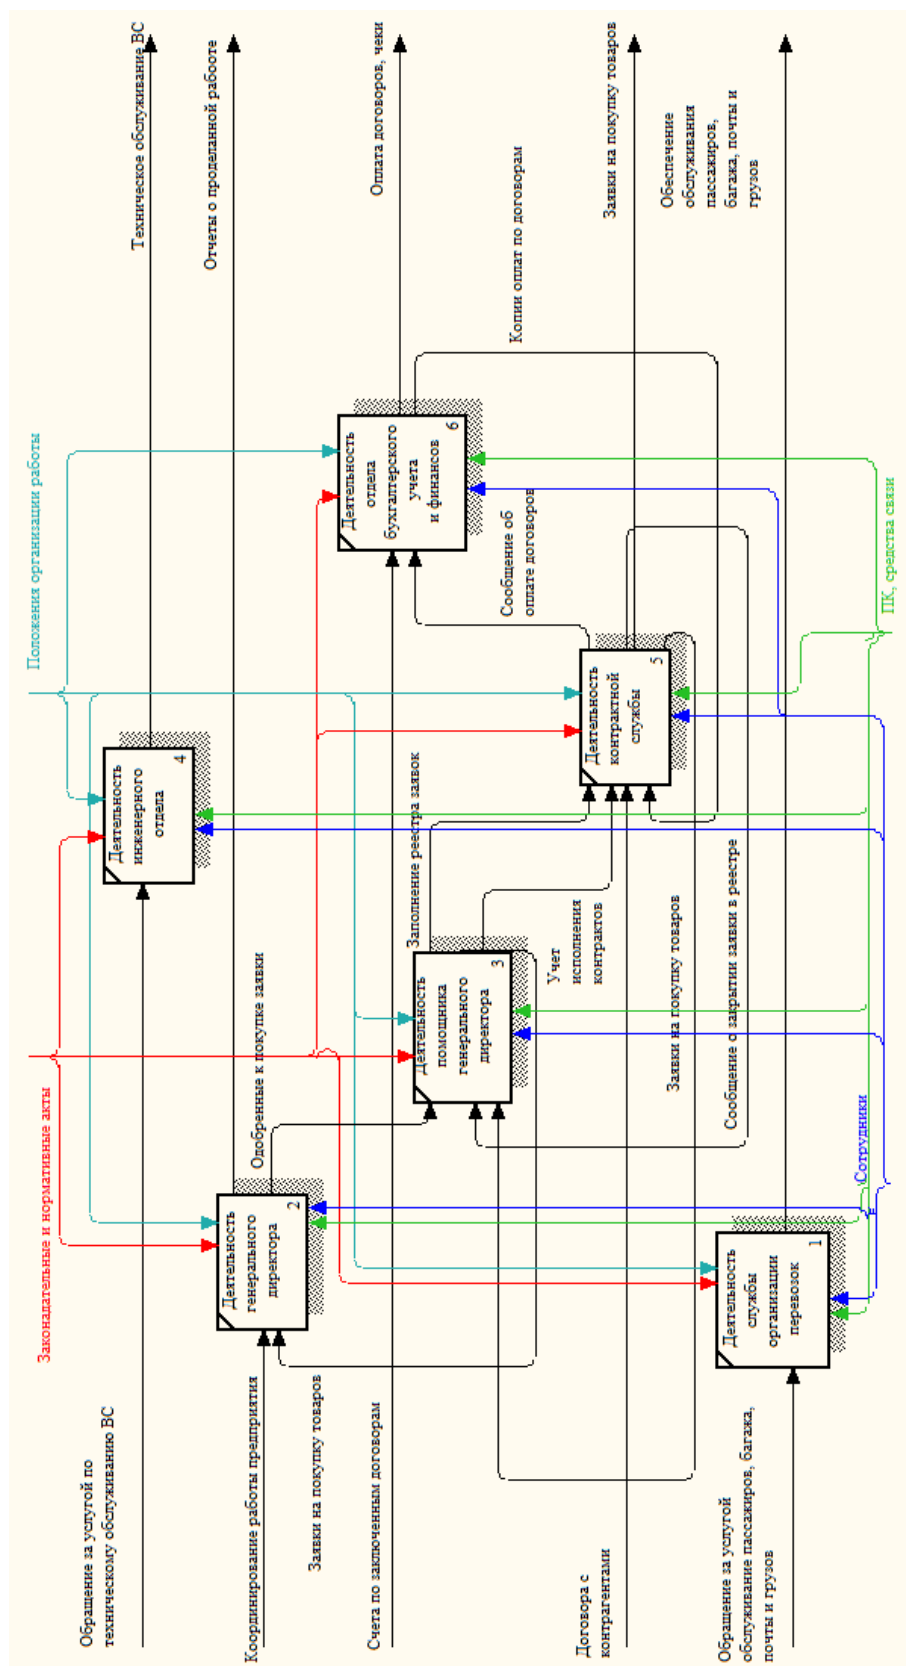 Техническое обслуживание ВС
Отчеты о проделанной работе
Оплата договоров, чеки
Заявки на покупку товаров
Обеспечение
обслуживания
пассажиров,
багажа, почты и
грузов
Копии оплат по договорам
Положения организации работы
Деятельность
отдела
бухгалтерского
учета
и финансов
6
Сообщение об
оплате договоров
ПК, средства связи
Деятельность
контрактной
службы
5
Деятельность
инженерного
отдела
4
Заполнение реестра заявок
Учет
исполнения
контрактов
Заявки на покупку товаров
Сообщение о закрытии заявки в реестре
Деятельность
помощника
генерального
директора
3
Одобренные к покупке заявки
Законадательные и нормативные акты
Сотрудники
Деятельность
генерального
директора
2
Деятельность
службы
организации
перевозок
1
Обращение за услугой по
техническому обслуживанию ВС
Координирование работы предприятия
Заявки на покупку товаров
Счета по заключенным договорам
Договора с
контрагентами
Обращение за услугой
обслуживание пассажиров, багажа,
почты и грузов